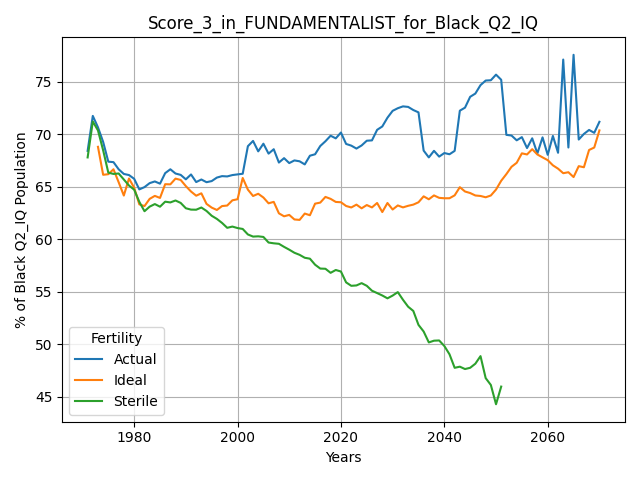 Score_3_in_FUNDAMENTALIST_for_Black_Q2_IQ
% of Black Q2_IQ Population
75
70
65
60
55
50
45
Fertility
Actual
Ideal
Sterile
1980 2000 2020 2040 2060
Years